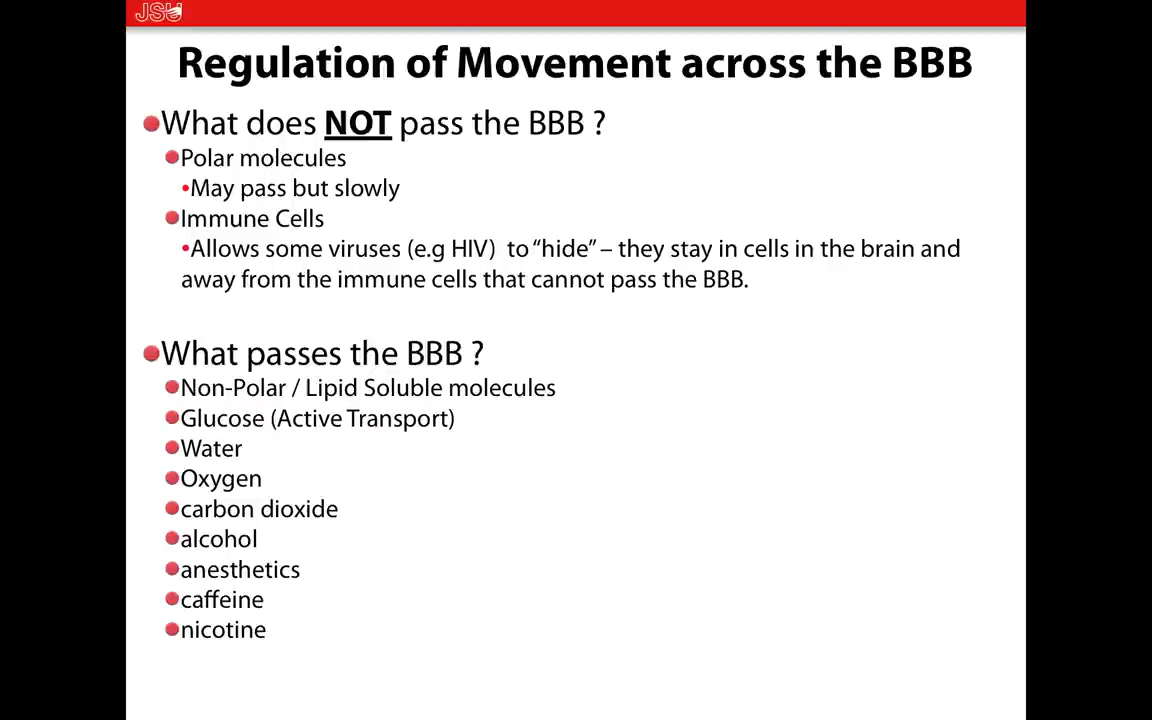 JSU
Regulation of Movement across the BBB
What does NOT pass the BBB ?
Polar molecules
•May pass but slowly
Immune Cells
•Allows some viruses (e.g HIV)  to “hide” – they stay in cells in the brain and
away from the immune cells that cannot pass the BBB.
What passes the BBB ?
Non-Polar / Lipid Soluble molecules
Glucose (Active Transport)
Water
Oxygen
carbon dioxide
alcohol
anesthetics
caffeine
nicotine